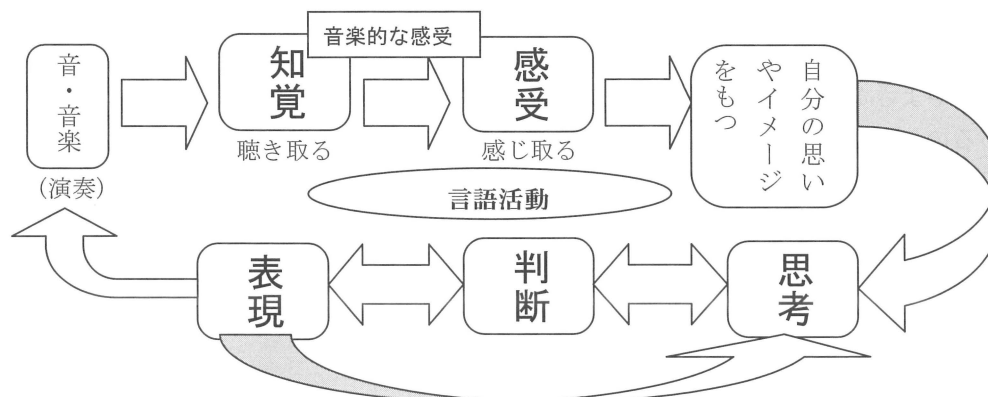 音・音楽
(演奏)
知覚
聴き取る
音楽的な感受
感受
感じ取る
自分の思い
やイメージ
をもつ
言語活動
表現
判断
思考